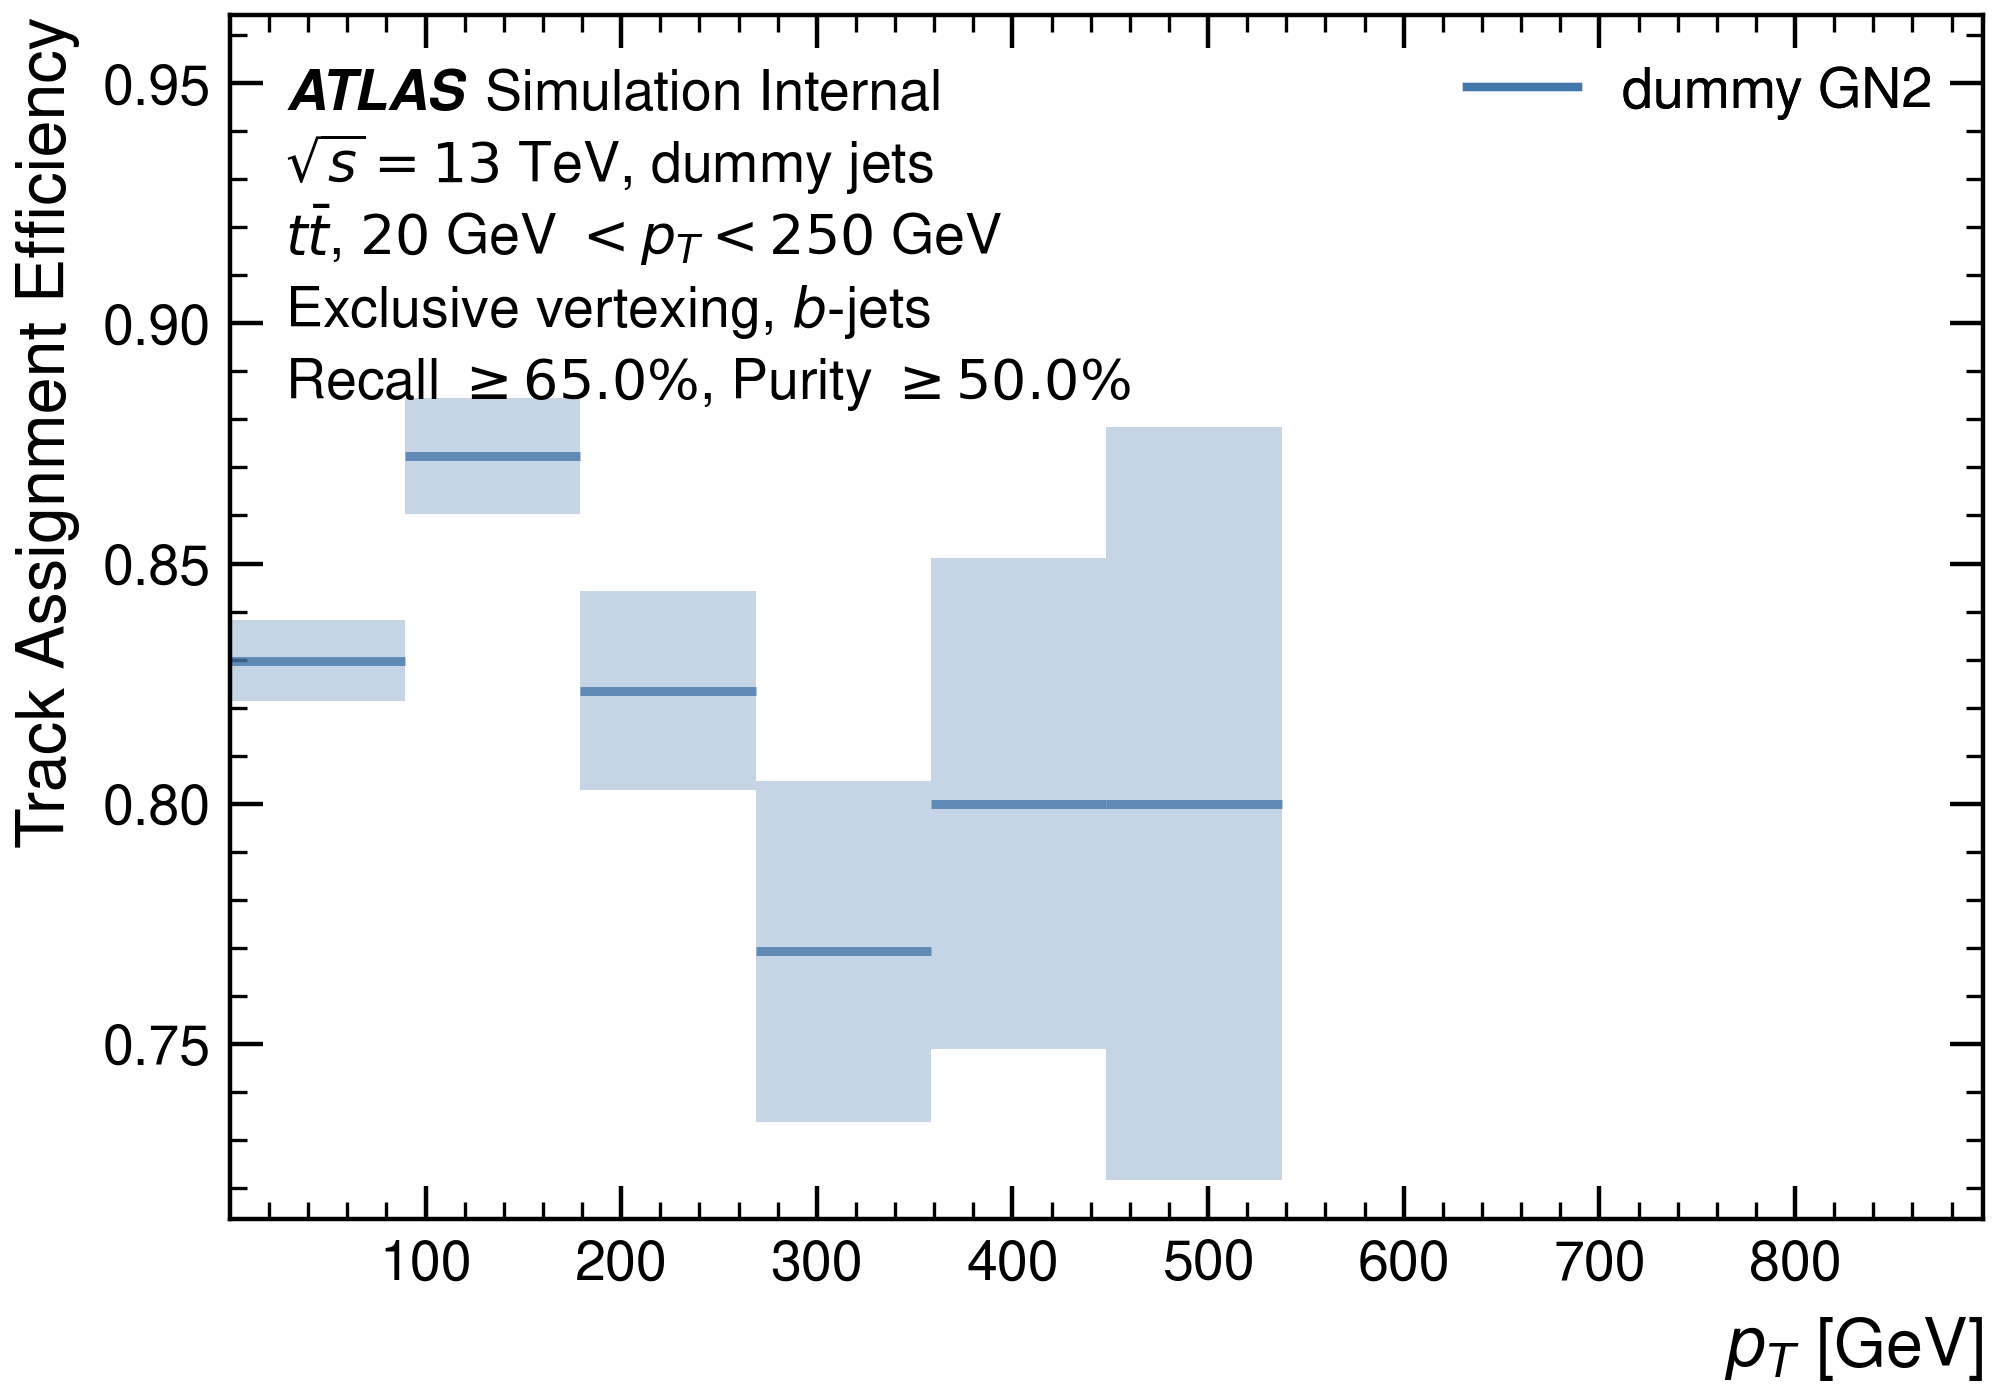 ATLAS Simulation Internal
√s = 13 TeV, dummy jets
tt̄, 20 GeV < p_T < 250 GeV
Exclusive vertexing, b-jets
Recall ≥ 65.0%, Purity ≥ 50.0%
dummy GN2
Track Assignment Efficiency
0.95
0.90
0.85
0.80
0.75
100 200 300 400 500 600 700 800
p_T [GeV]